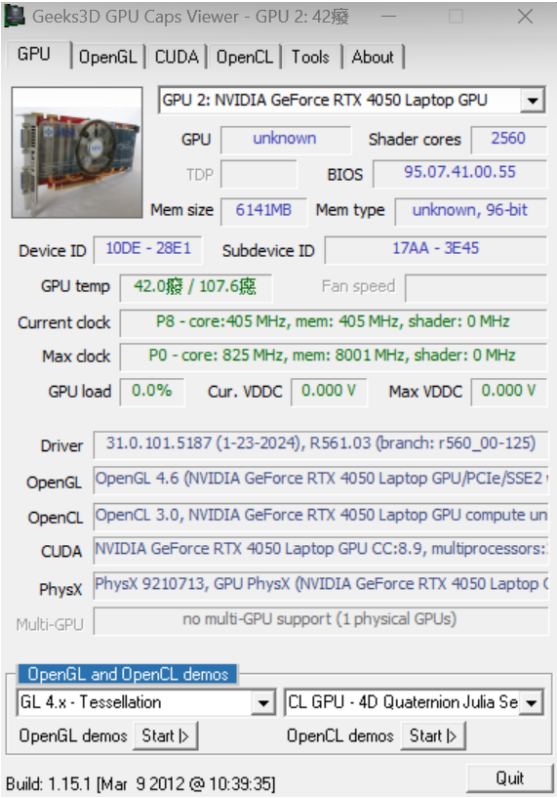 Geeks3D GPU Caps Viewer - GPU 2: 42癈
GPU OpenGL CUDA OpenCL Tools About
GPU 2: NVIDIA GeForce RTX 4050 Laptop GPU
GPU unknown Shader cores 2560
TDP BIOS 95.07.41.00.55
Mem size 6141MB Mem type unknown, 96-bit
Device ID 10DE - 28E1 Subdevice ID 17AA - 3E45
GPU temp 42.0癈 / 107.6癋 Fan speed
Current clock P8 - core:405 MHz, mem: 405 MHz, shader: 0 MHz
Max clock P0 - core: 825 MHz, mem: 8001 MHz, shader: 0 MHz
GPU load 0.0% Cur. VDDC 0.000 V Max VDDC 0.000 V
Driver 31.0.101.5187 (1-23-2024), R561.03 (branch: r560_00-125)
OpenGL OpenGL 4.6 (NVIDIA GeForce RTX 4050 Laptop GPU/PCIe/SSE2
OpenCL OpenCL 3.0, NVIDIA GeForce RTX 4050 Laptop GPU compute un
CUDA NVIDIA GeForce RTX 4050 Laptop GPU CC:8.9, multiprocessors:
PhysX PhysX 9210713, GPU PhysX (NVIDIA GeForce RTX 4050 Laptop
Multi-GPU no multi-GPU support (1 physical GPUs)
OpenGL and OpenCL demos
GL 4.x - Tessellation CL GPU - 4D Quaternion Julia Se
OpenGL demos Start OpenCL demos Start
Build: 1.15.1 [Mar 9 2012 @ 10:39:35] Quit